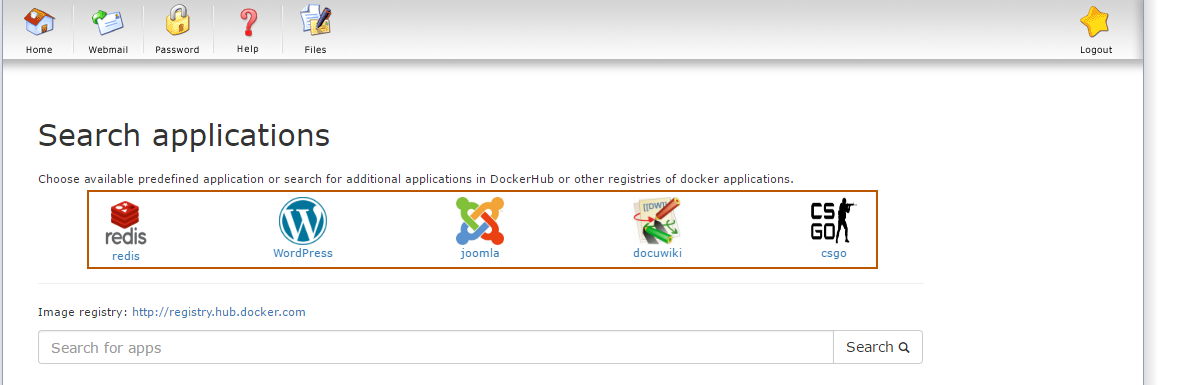 Home Webmail Password Help Files Logout
Search applications
Choose available predefined application or search for additional applications in DockerHub or other registries of docker applications.
redis CS GO
redis WordPress joomla docuwiki csgo
Image registry: http://registry.hub.docker.com
Search for apps Search